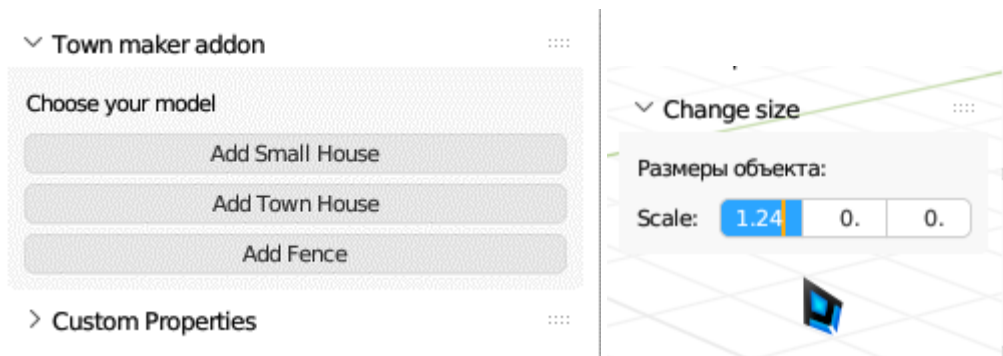 Town maker addon
Choose your model
Add Small House
Add Town House
Add Fence
Custom Properties
Change size
Размеры объекта:
Scale: 1.24 0. 0.